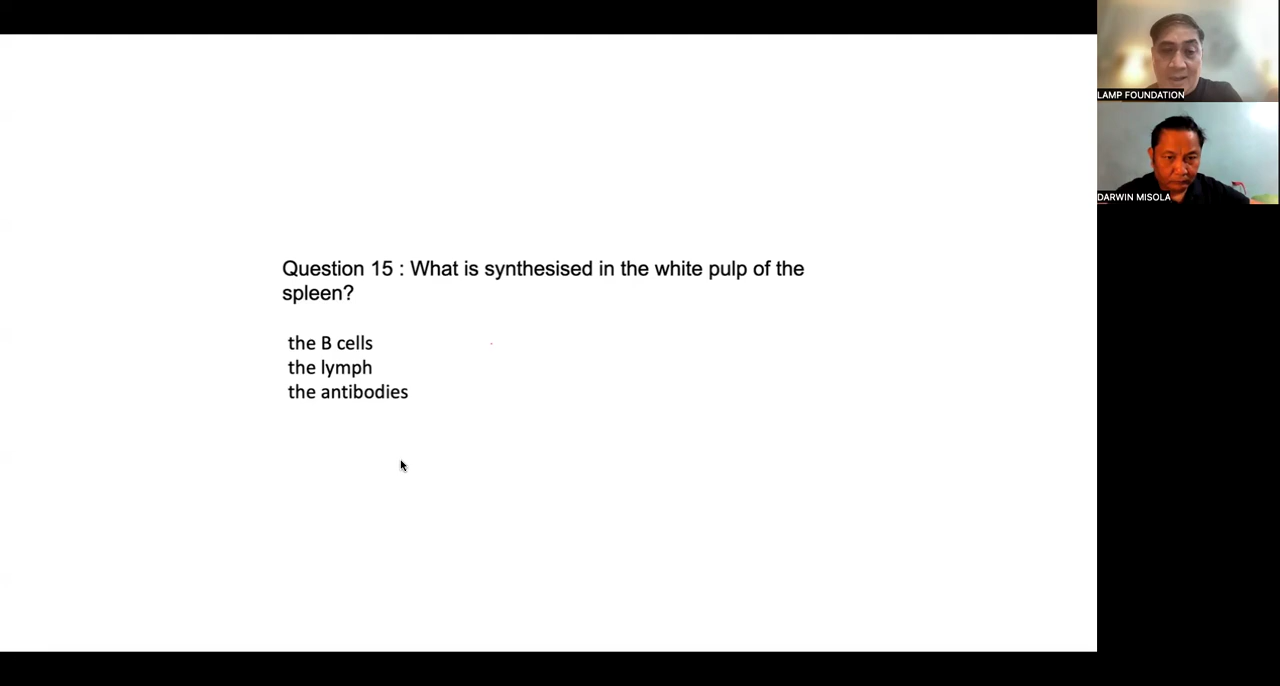 Question 15 : What is synthesised in the white pulp of the
spleen?
the B cells
the lymph
the antibodies
LAMP FOUNDATION
DARWIN MISOLA